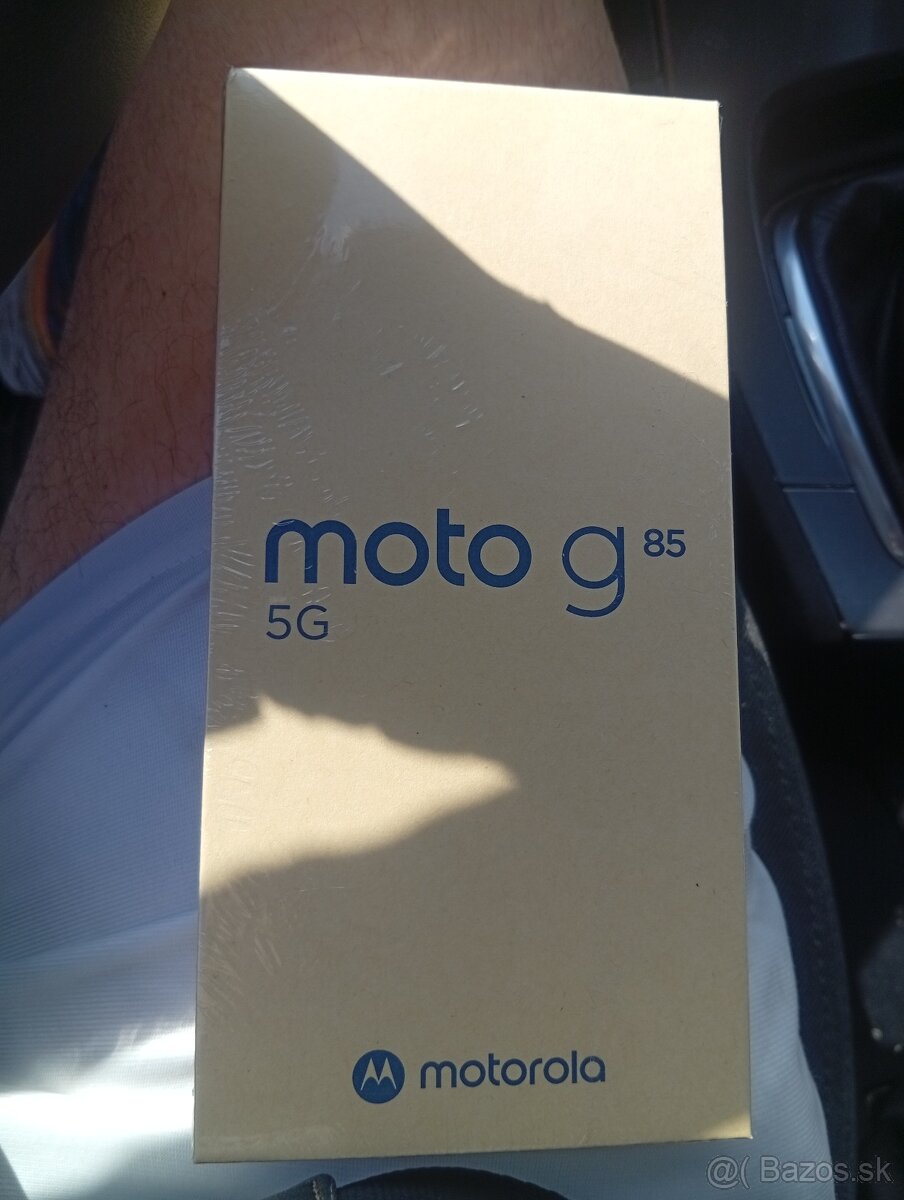 moto g 85
5G
motorola
@( Bazos.sk